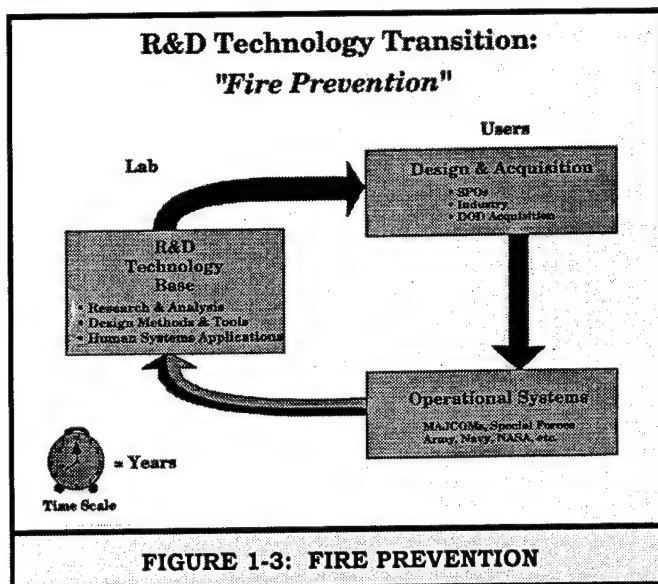 R&D Technology Transition:
"Fire Prevention"
Users
Lab
Design & Acquisition
• SPOs
• Industry
• DOD Acquisition
R&D
Technology
Base
• Research & Analysis
• Design Methods & Tools
• Human Systems Applications
Operational Systems
MAJCOMs, Special Forces
Army, Navy, NASA, etc.
= Years
Time Scale
FIGURE 1-3: FIRE PREVENTION